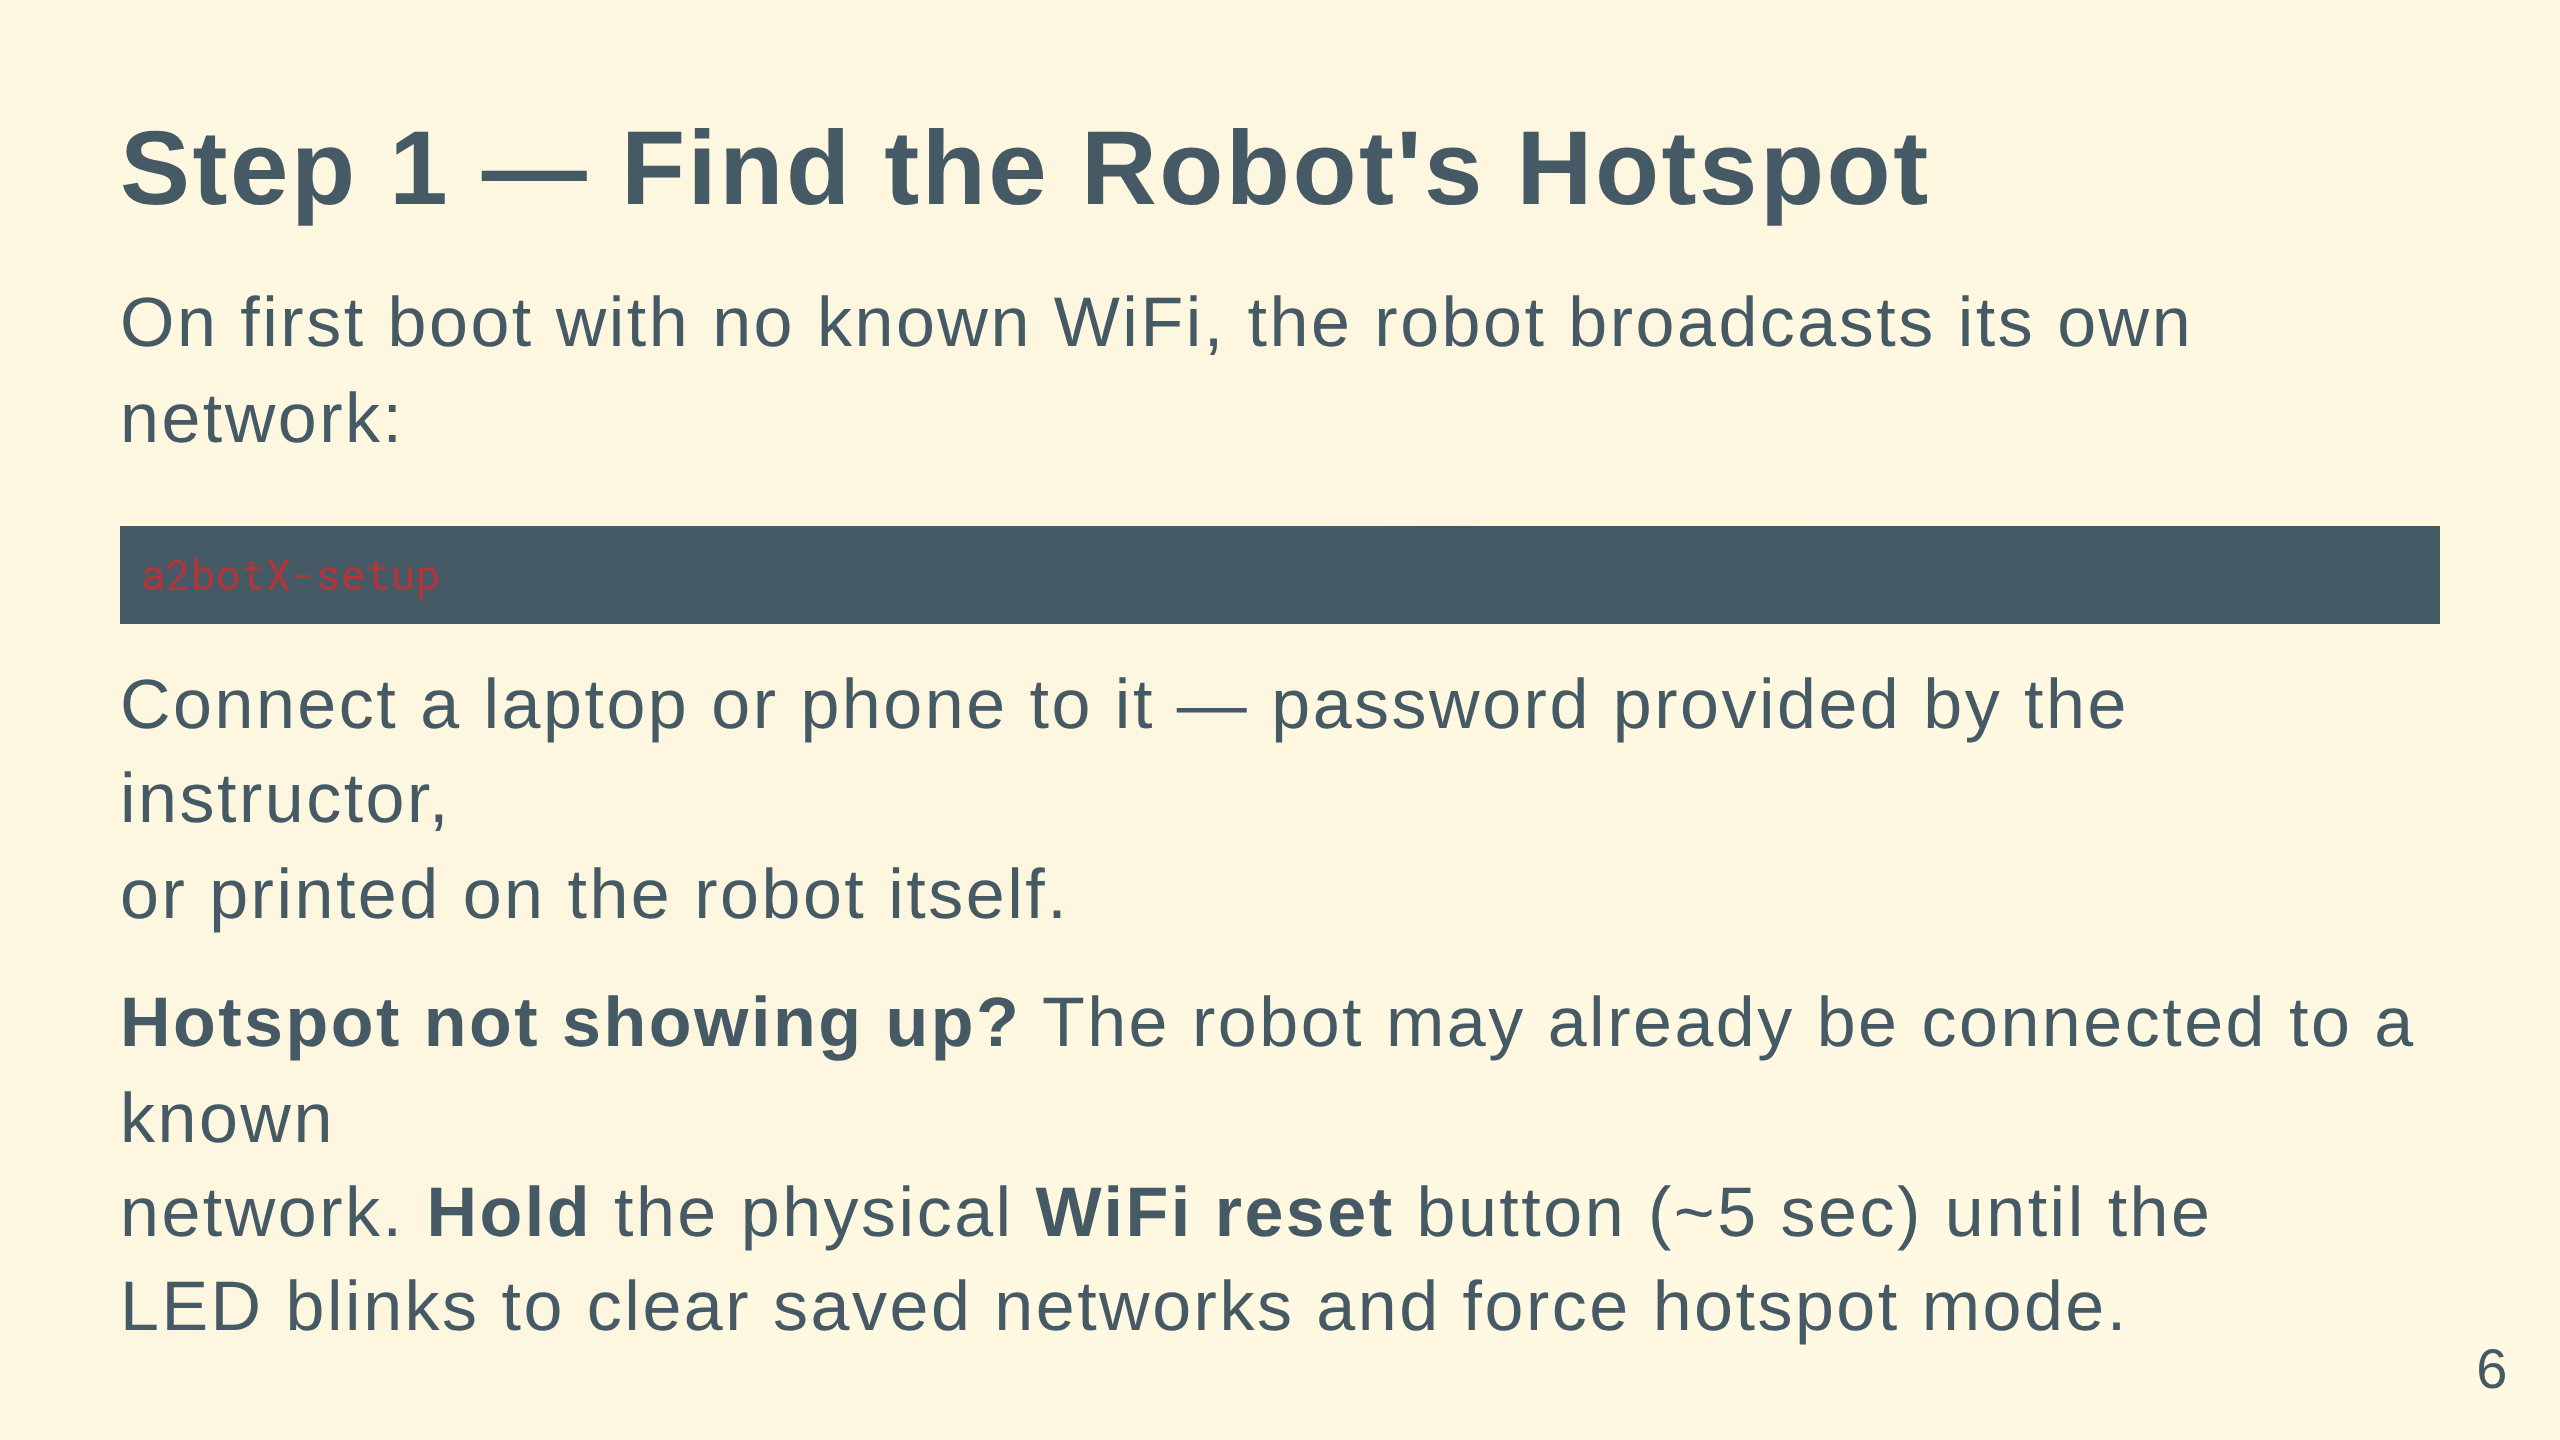 Step 1 — Find the Robot's Hotspot
On first boot with no known WiFi, the robot broadcasts its own
network:
a2botX-setup
Connect a laptop or phone to it — password provided by the
instructor,
or printed on the robot itself.
Hotspot not showing up? The robot may already be connected to a
known
network. Hold the physical WiFi reset button (~5 sec) until the
LED blinks to clear saved networks and force hotspot mode.
6